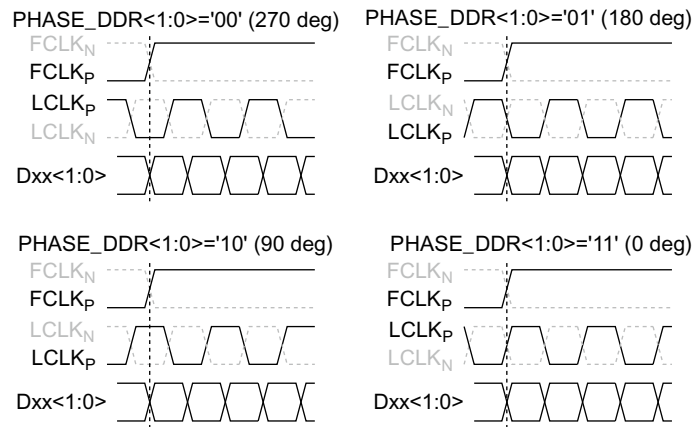 PHASE_DDR<1:0>='00' (270 deg)
FCLKN
FCLKP
LCLKP
LCLKN
Dxx<1:0>
PHASE_DDR<1:0>='01' (180 deg)
FCLKN
FCLKP
LCLKN
LCLKP
Dxx<1:0>
PHASE_DDR<1:0>='10' (90 deg)
FCLKN
FCLKP
LCLKN
LCLKP
Dxx<1:0>
PHASE_DDR<1:0>='11' (0 deg)
FCLKN
FCLKP
LCLKP
LCLKN
Dxx<1:0>